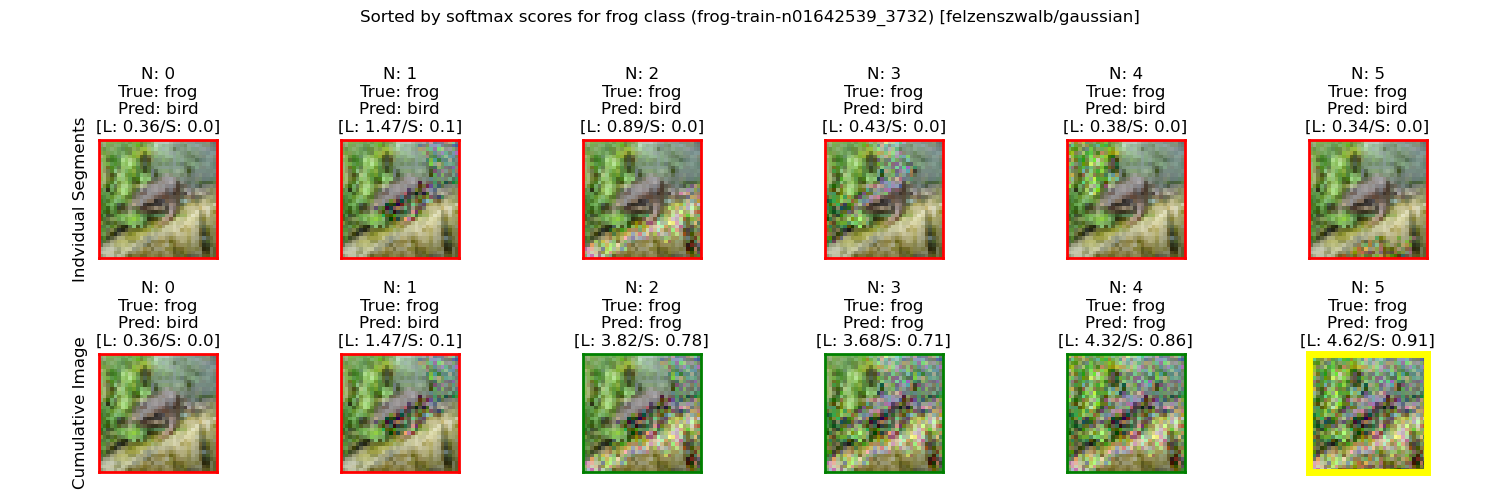 Sorted by softmax scores for frog class (frog-train-n01642539_3732) [felzenszwalb/gaussian]
Indvidual Segments
N: 0
True: frog
Pred: bird
[L: 0.36/S: 0.0]
N: 1
True: frog
Pred: bird
[L: 1.47/S: 0.1]
N: 2
True: frog
Pred: bird
[L: 0.89/S: 0.0]
N: 3
True: frog
Pred: bird
[L: 0.43/S: 0.0]
N: 4
True: frog
Pred: bird
[L: 0.38/S: 0.0]
N: 5
True: frog
Pred: bird
[L: 0.34/S: 0.0]
Cumulative Image
N: 0
True: frog
Pred: bird
[L: 0.36/S: 0.0]
N: 1
True: frog
Pred: bird
[L: 1.47/S: 0.1]
N: 2
True: frog
Pred: frog
[L: 3.82/S: 0.78]
N: 3
True: frog
Pred: frog
[L: 3.68/S: 0.71]
N: 4
True: frog
Pred: frog
[L: 4.32/S: 0.86]
N: 5
True: frog
Pred: frog
[L: 4.62/S: 0.91]